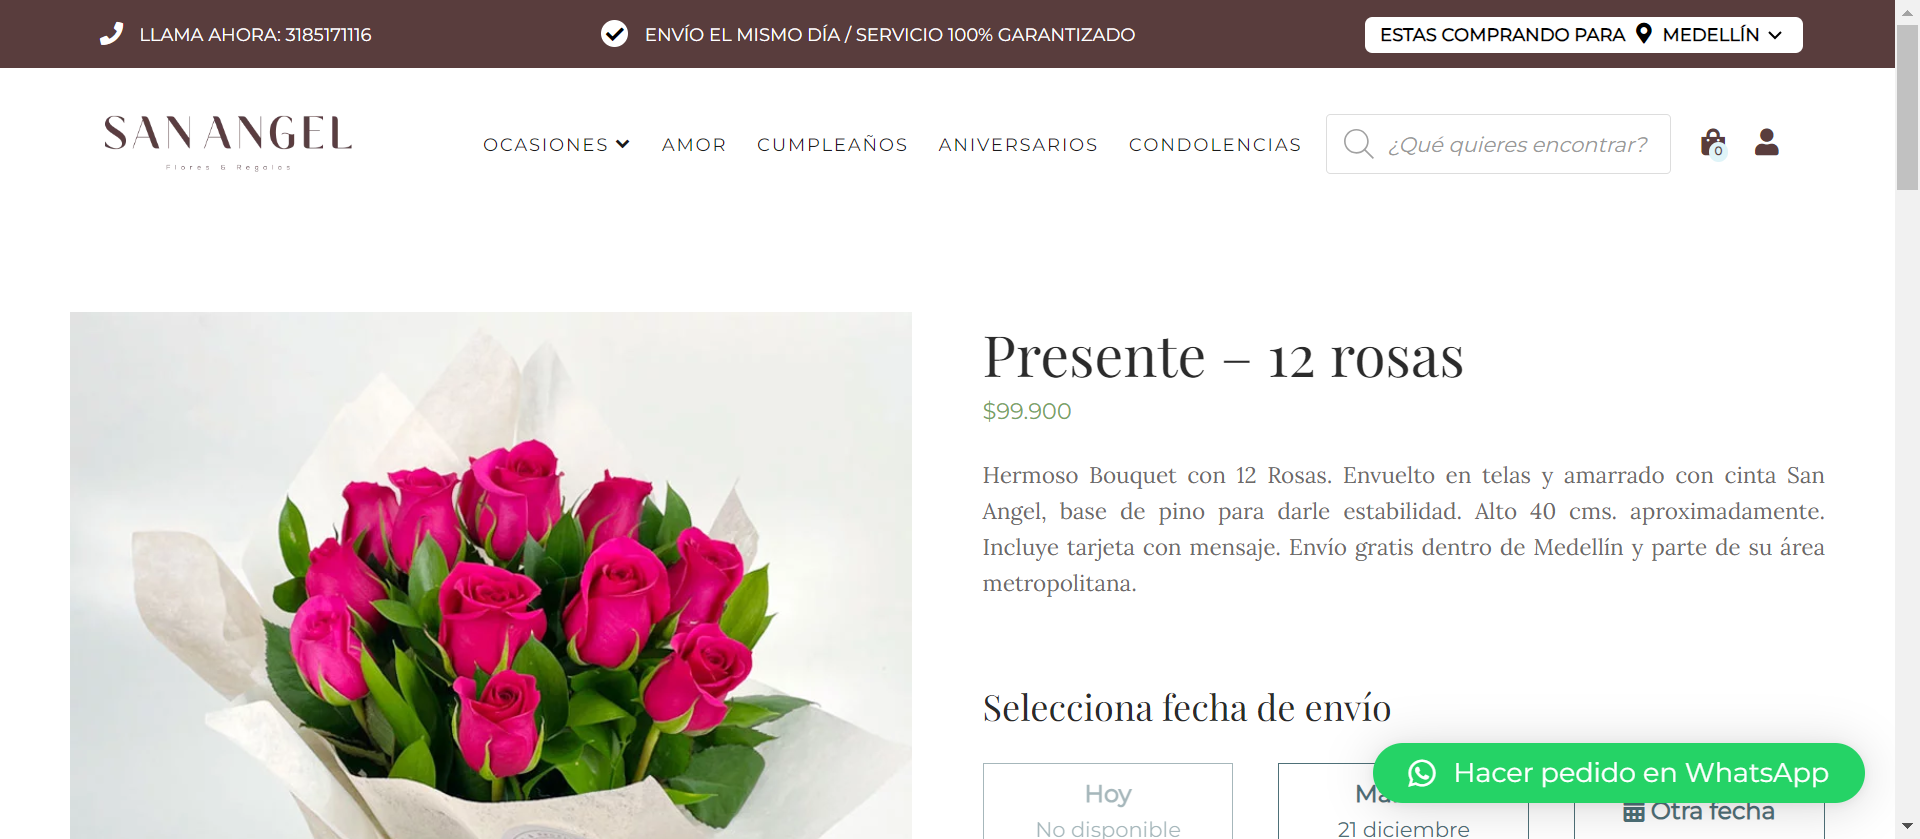 LLAMA AHORA: 3185171116
ENVÍO EL MISMO DÍA / SERVICIO 100% GARANTIZADO
ESTAS COMPRANDO PARA MEDELLÍN
SAN ANGEL
Flores & Regalos
OCASIONES
AMOR
CUMPLEAÑOS
ANIVERSARIOS
CONDOLENCIAS
¿Qué quieres encontrar?
0
Presente – 12 rosas
$99.900
Hermoso Bouquet con 12 Rosas. Envuelto en telas y amarrado con cinta San
Angel, base de pino para darle estabilidad. Alto 40 cms. aproximadamente.
Incluye tarjeta con mensaje. Envío gratis dentro de Medellín y parte de su área
metropolitana.
Selecciona fecha de envío
Hacer pedido en WhatsApp
Hoy
No disponible
21 diciembre
Otra fecha